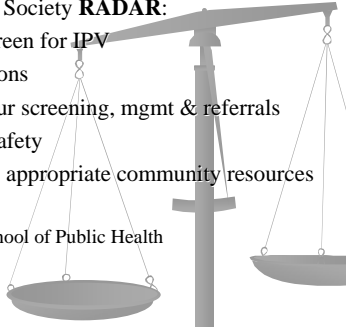 Society RADAR:
reen for IPV
ons
ur screening, mgmt & referrals
afety
appropriate community resources
hool of Public Health